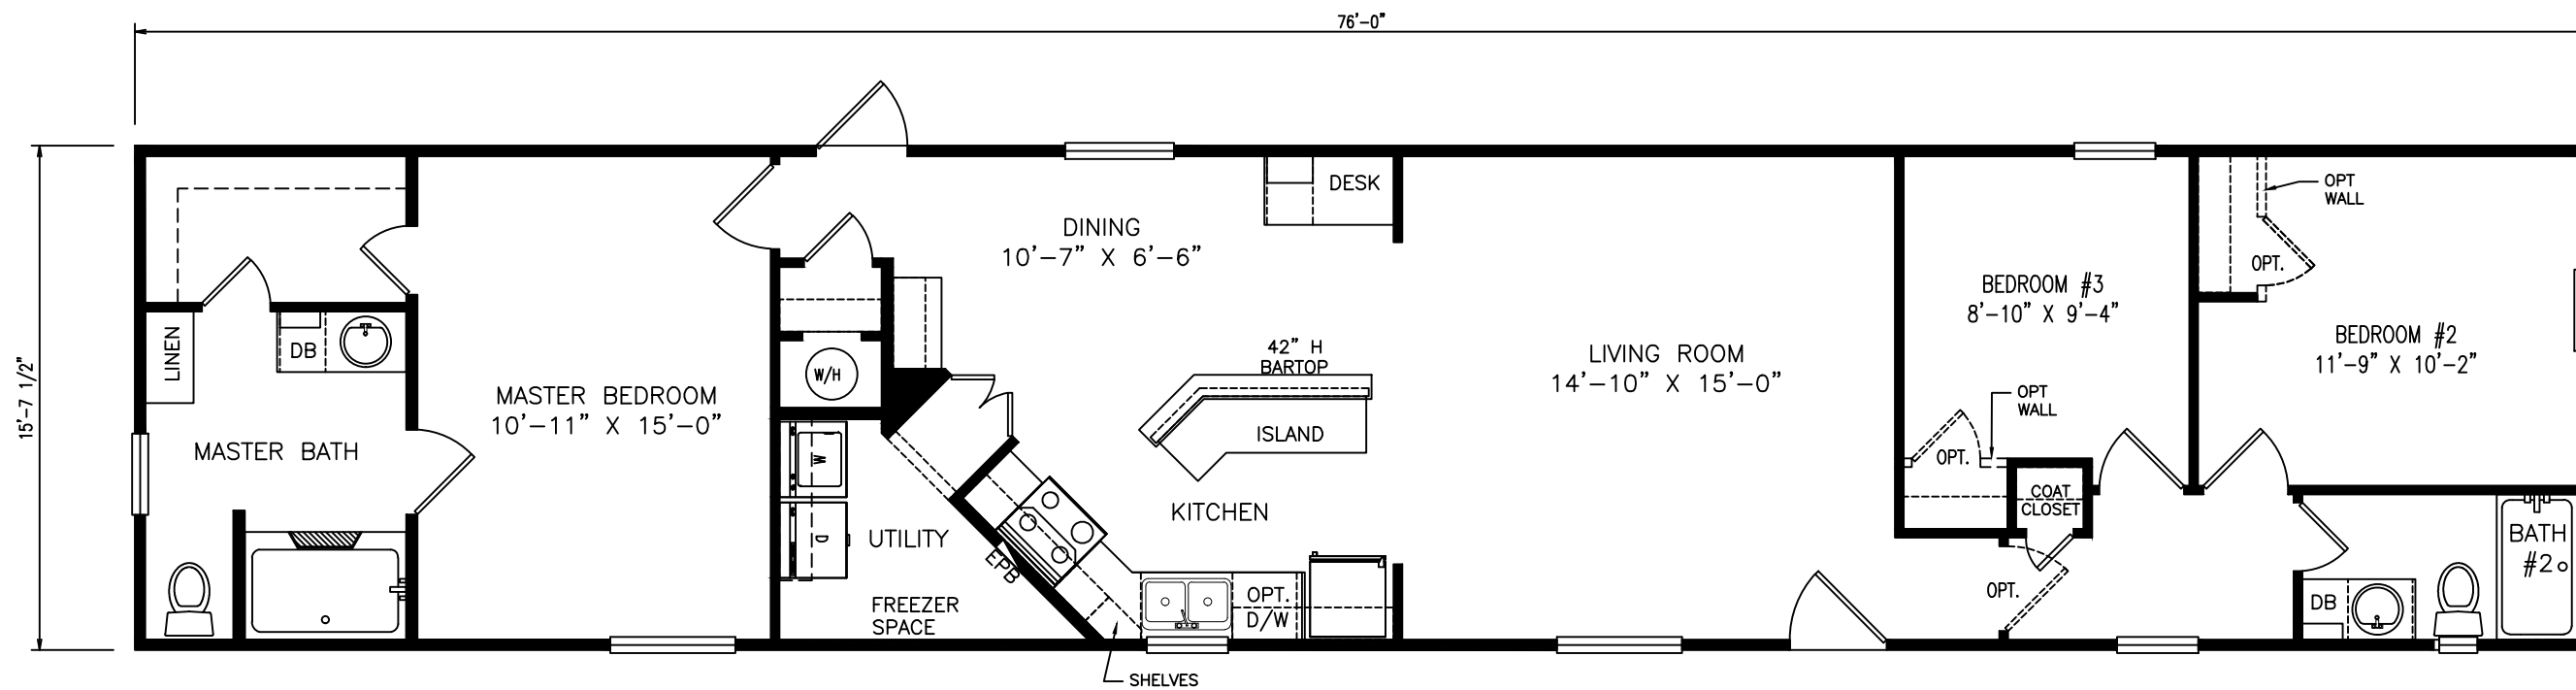 76'-0"
15'-7 1/2"
LINEN
DB
MASTER BATH
MASTER BEDROOM
10'-11" X 15'-0"
W/H
W
D
UTILITY
FREEZER
SPACE
EPB
SHELVES
DINING
10'-7" X 6'-6"
DESK
42" H
BARTOP
ISLAND
KITCHEN
OPT.
D/W
LIVING ROOM
14'-10" X 15'-0"
BEDROOM #3
8'-10" X 9'-4"
OPT
WALL
OPT.
COAT
CLOSET
OPT.
OPT
WALL
OPT.
BEDROOM #2
11'-9" X 10'-2"
DB
BATH
#2